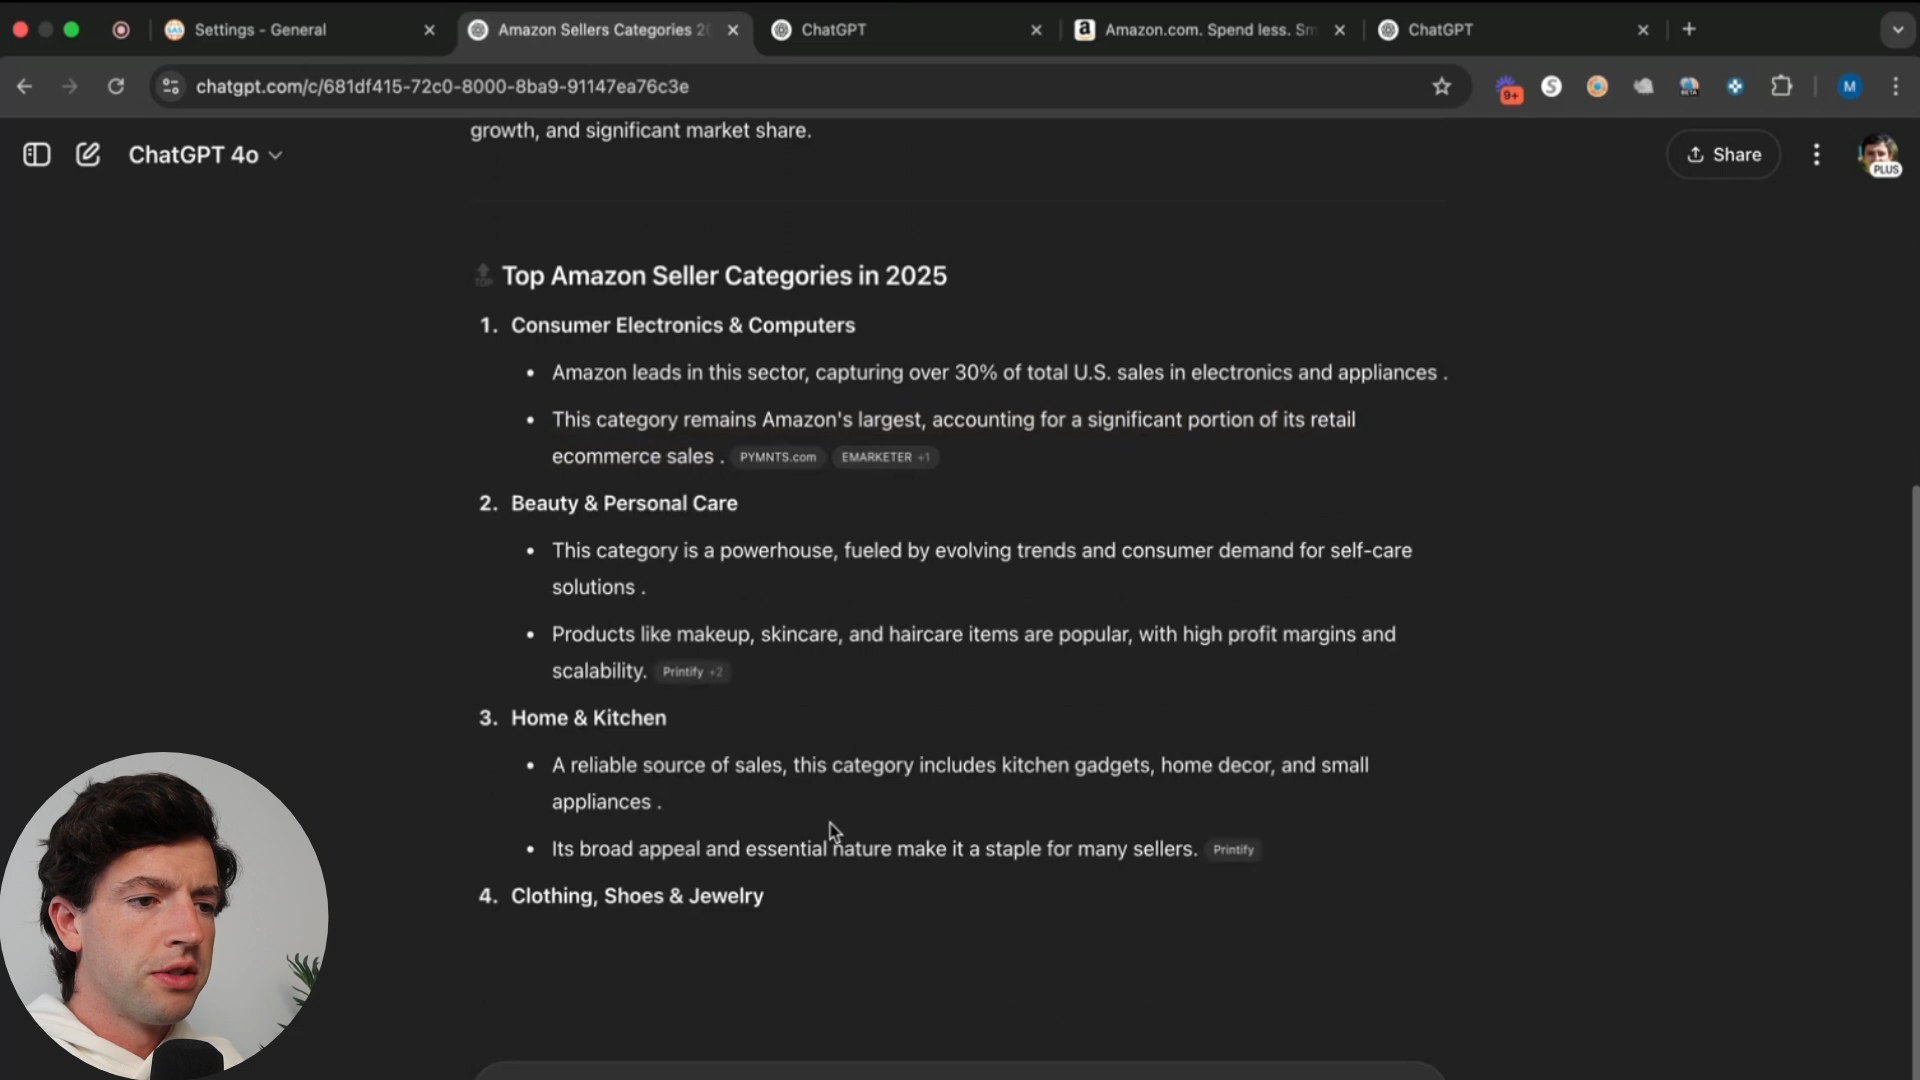 Settings - General
Amazon Sellers Categories 20
ChatGPT
Amazon.com. Spend less. Sm
ChatGPT
chatgpt.com/c/681df415-72c0-8000-8ba9-91147ea76c3e
9+
S
BETA
M
growth, and significant market share.
ChatGPT 4o
Share
PLUS
TOP
Top Amazon Seller Categories in 2025
1. Consumer Electronics & Computers
• Amazon leads in this sector, capturing over 30% of total U.S. sales in electronics and appliances .
• This category remains Amazon's largest, accounting for a significant portion of its retail
ecommerce sales . PYMNTS.com EMARKETER +1
2. Beauty & Personal Care
• This category is a powerhouse, fueled by evolving trends and consumer demand for self-care
solutions .
• Products like makeup, skincare, and haircare items are popular, with high profit margins and
scalability. Printify +2
3. Home & Kitchen
• A reliable source of sales, this category includes kitchen gadgets, home decor, and small
appliances .
• Its broad appeal and essential nature make it a staple for many sellers. Printify
4. Clothing, Shoes & Jewelry